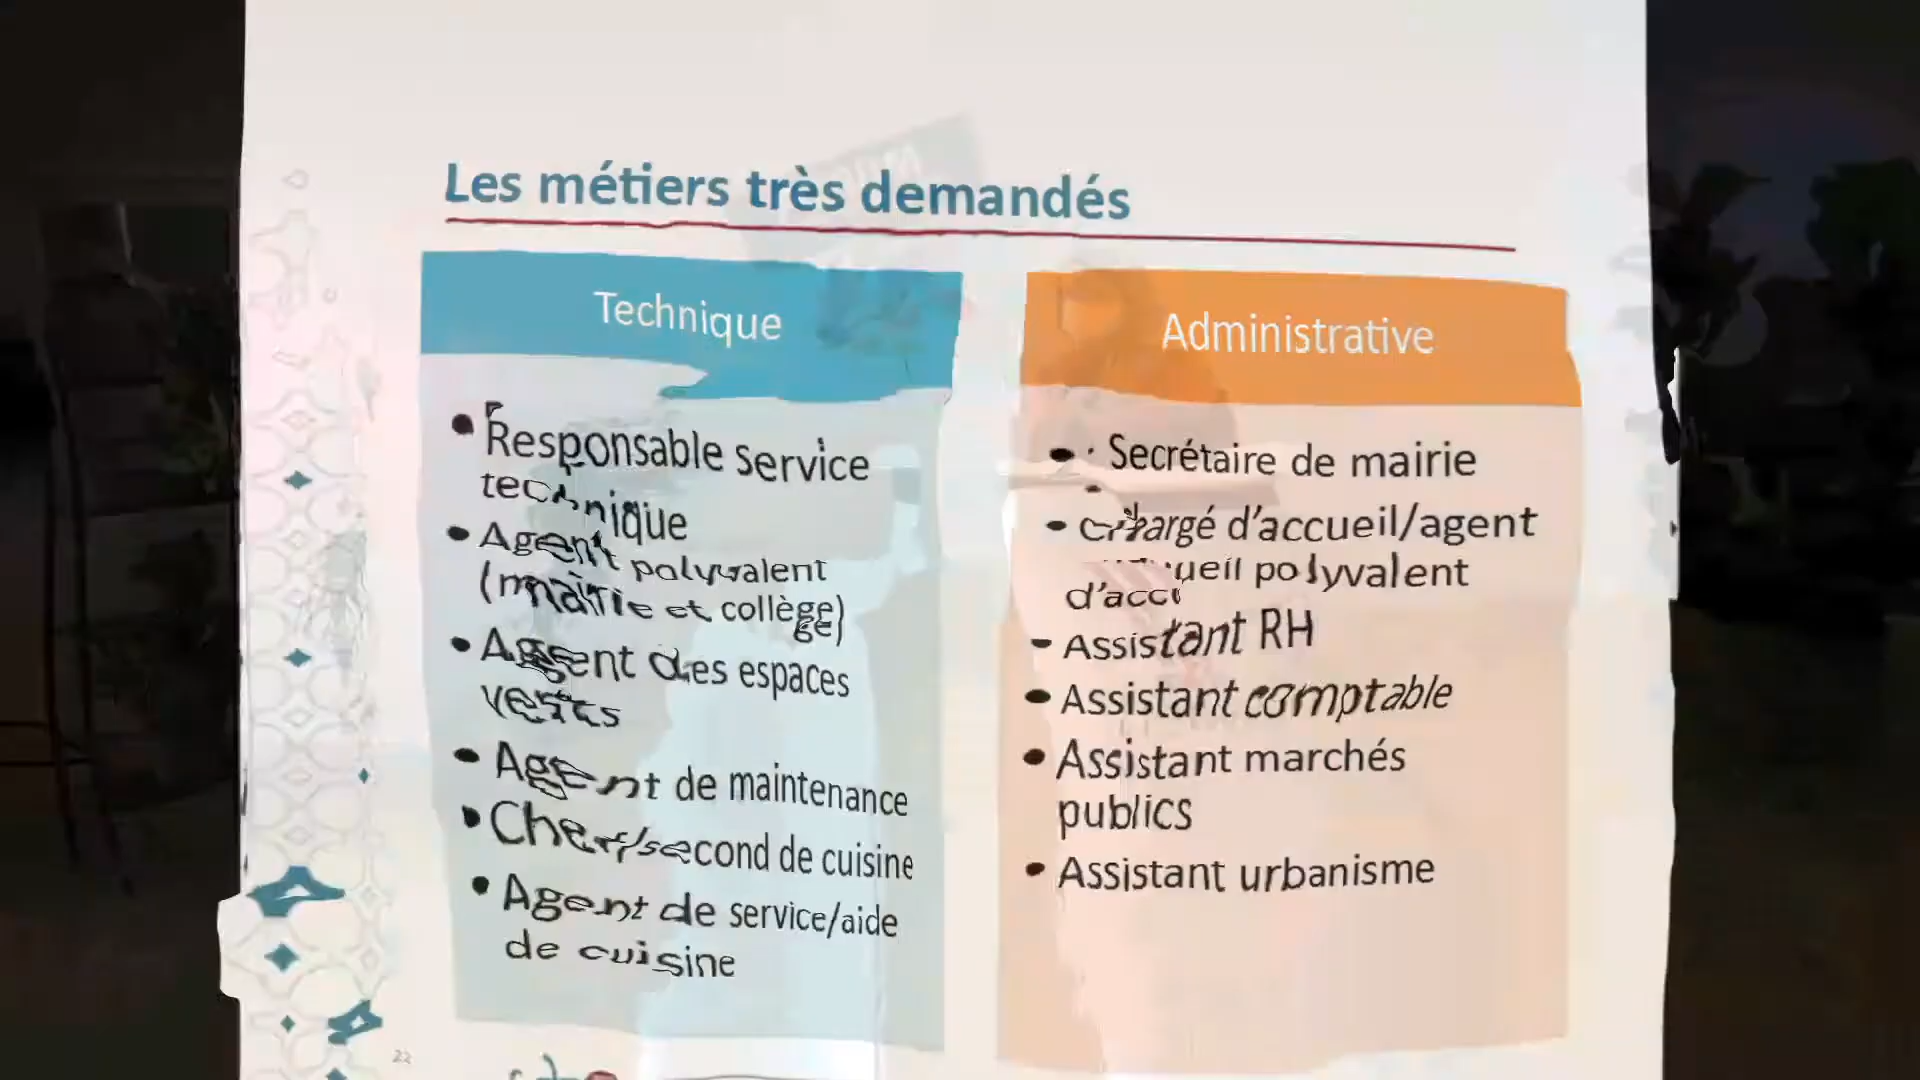 Les métiers très demandés
Technique
Responsable service
technique
Agent polyvalent
(mairie et collège)
Agent des espaces
verts
Agent de maintenance
Chef/second de cuisine
Agent de service/aide
de cuisine
Administrative
Secrétaire de mairie
Chargé d'accueil/agent
d'accueil polyvalent
Assistant RH
Assistant comptable
Assistant marchés
publics
Assistant urbanisme
22